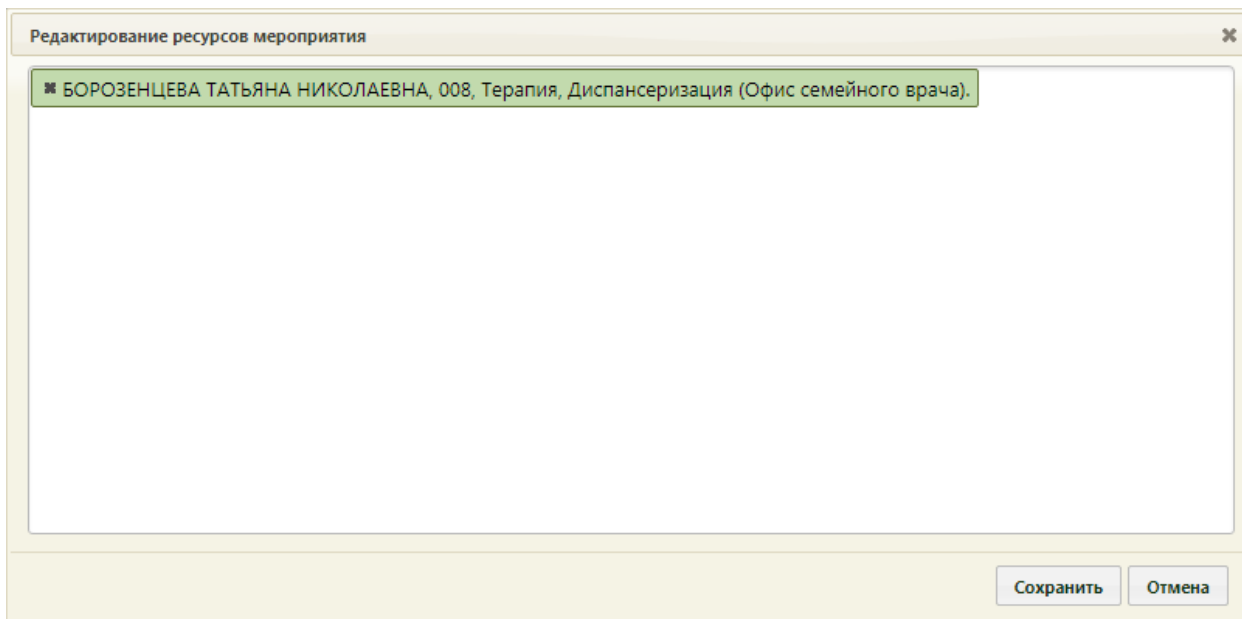 Редактирование ресурсов мероприятия
БОРОЗЕНЦЕВА ТАТЬЯНА НИКОЛАЕВНА, 008, Терапия, Диспансеризация (Офис семейного врача).
Сохранить Отмена